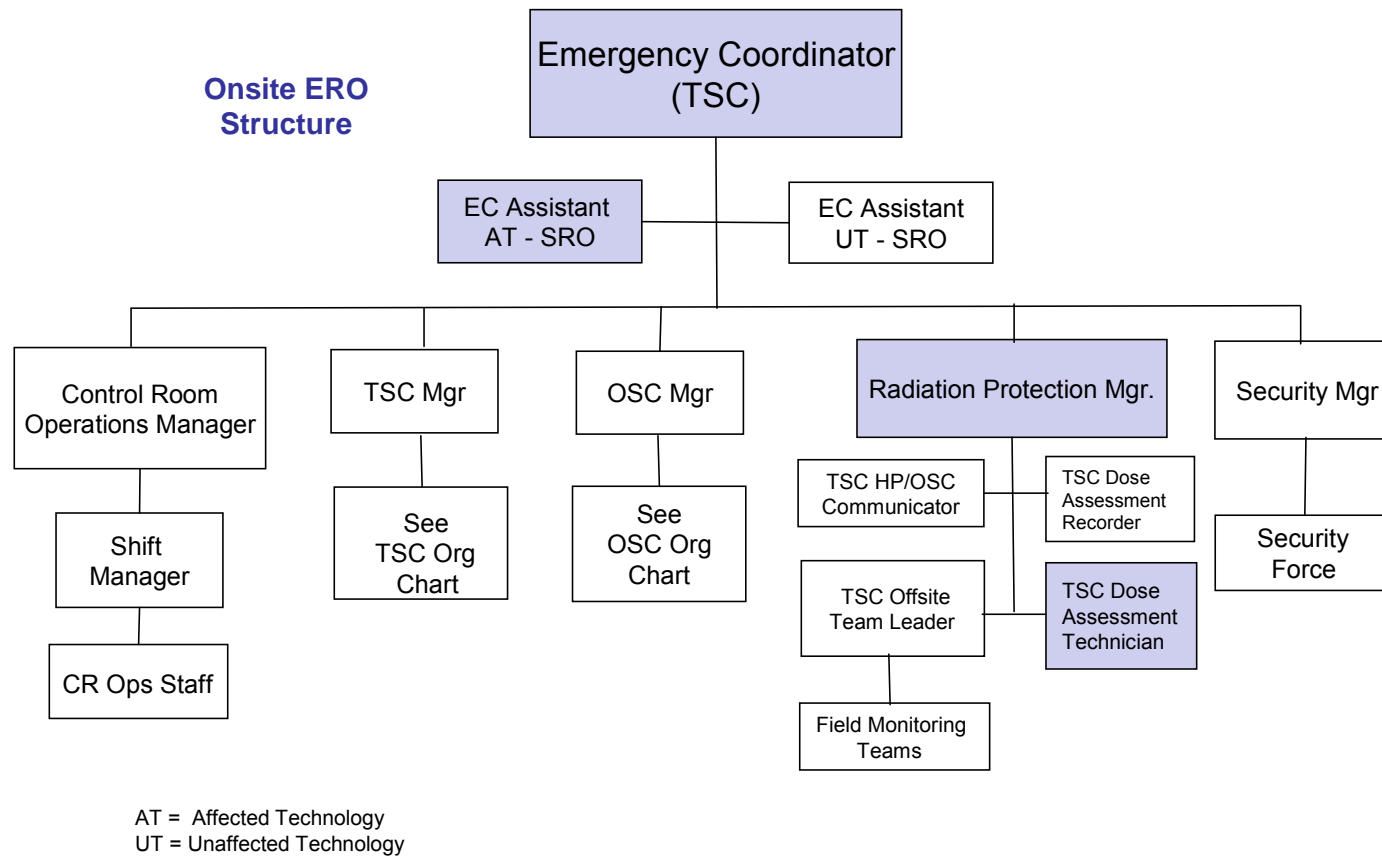 Emergency Coordinator
(TSC)
Onsite ERO
Structure
EC Assistant
AT - SRO
EC Assistant
UT - SRO
Control Room
Operations Manager
TSC Mgr
OSC Mgr
Radiation Protection Mgr.
Security Mgr
Shift
Manager
CR Ops Staff
See
TSC Org
Chart
See
OSC Org
Chart
TSC HP/OSC
Communicator
TSC Dose
Assessment
Recorder
TSC Offsite
Team Leader
TSC Dose
Assessment
Technician
Field Monitoring
Teams
Security
Force
AT =  Affected Technology
UT = Unaffected Technology